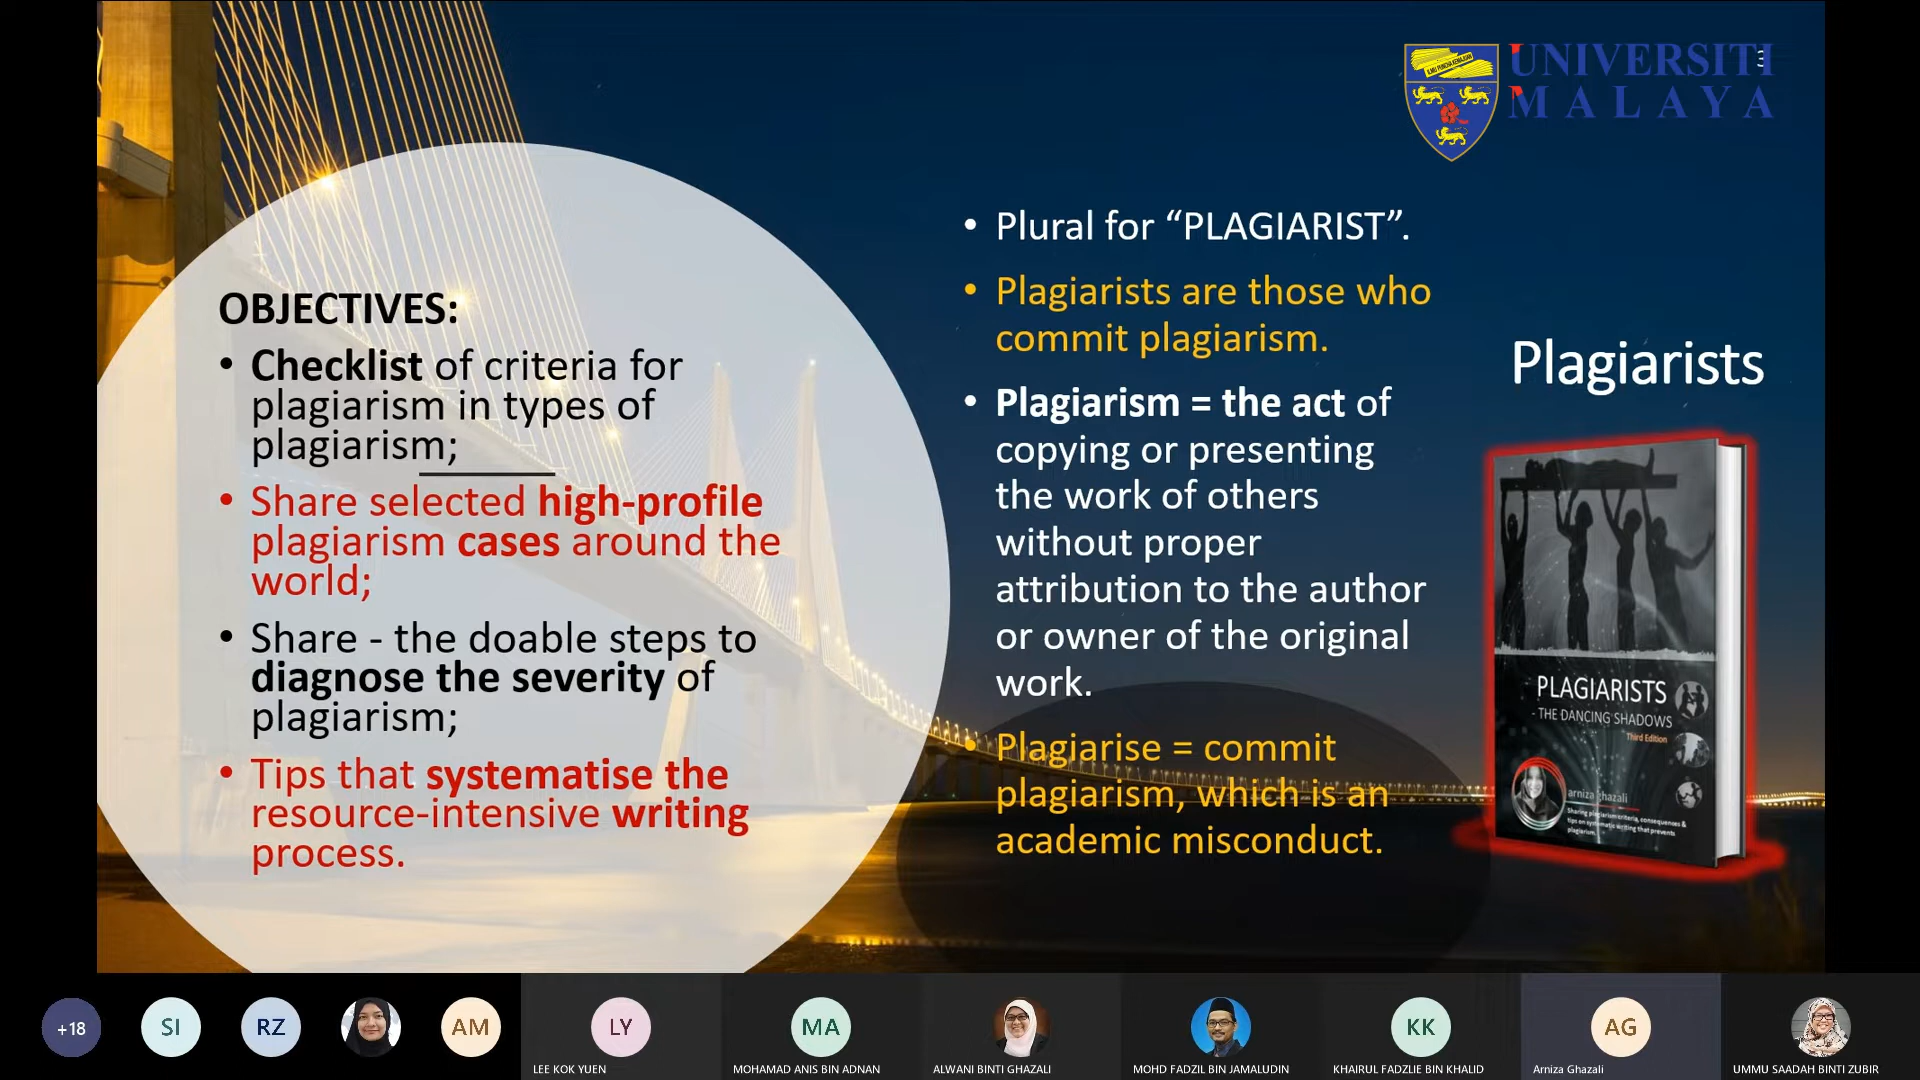 UNIVERSITI
MALAYA
3
ILMU PUNCA KEMAJUAN
OBJECTIVES:
• Checklist of criteria for
plagiarism in types of
plagiarism;
• Share selected high-profile
plagiarism cases around the
world;
• Share - the doable steps to
diagnose the severity of
plagiarism;
• Tips that systematise the
resource-intensive writing
process.
• Plural for “PLAGIARIST”.
• Plagiarists are those who
commit plagiarism.
• Plagiarism = the act of
copying or presenting
the work of others
without proper
attribution to the author
or owner of the original
work.
• Plagiarise = commit
plagiarism, which is an
academic misconduct.
Plagiarists
PLAGIARISTS
- THE DANCING SHADOWS
Third Edition
arniza ghazali
Sharing plagiarism criteria, consequences &
tips on systematic writing that prevents
plagiarism.
+18
SI
RZ
AM
LY
LEE KOK YUEN
MA
MOHAMAD ANIS BIN ADNAN
ALWANI BINTI GHAZALI
MOHD FADZIL BIN JAMALUDIN
KK
KHAIRUL FADZLIE BIN KHALID
AG
Arniza Ghazali
UMMU SAADAH BINTI ZUBIR